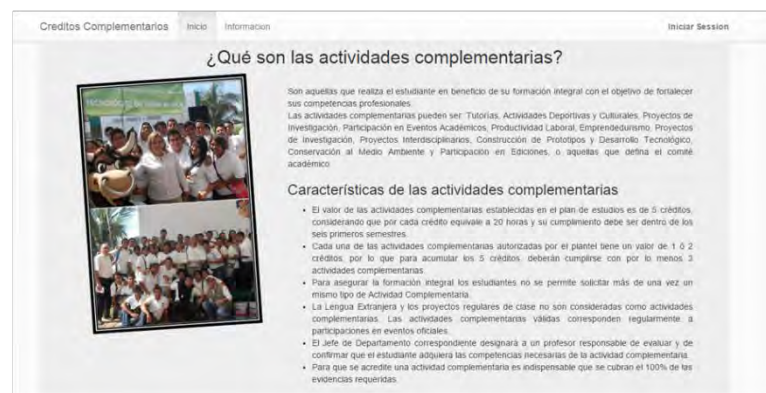 Creditos Complementarios Inicio Informacion Iniciar Session
¿Qué son las actividades complementarias?
Son aquellas que realiza el estudiante en beneficio de su formación integral con el objetivo de fortalecer
sus competencias profesionales.
Las actividades complementarias pueden ser: Tutorías, Actividades Deportivas y Culturales, Proyectos de
Investigación, Participación en Eventos Académicos, Productividad Laboral, Emprendedurismo, Proyectos
de Investigación, Proyectos Interdisciplinarios, Construcción de Prototipos y Desarrollo Tecnológico,
Conservación al Medio Ambiente y Participación en Ediciones, o aquellas que defina el comité
académico.
Características de las actividades complementarias
• El valor de las actividades complementarias establecidas en el plan de estudios es de 5 créditos,
considerando que por cada crédito equivale a 20 horas y su cumplimiento debe ser dentro de los
seis primeros semestres.
• Cada una de las actividades complementarias autorizadas por el plantel tiene un valor de 1 ó 2
créditos, por lo que para acumular los 5 créditos, deberán cumplirse con por lo menos 3
actividades complementarias.
• Para asegurar la formación integral los estudiantes no se permite solicitar más de una vez un
mismo tipo de Actividad Complementaria.
• La Lengua Extranjera y los proyectos regulares de clase no son consideradas como actividades
complementarias. Las actividades complementarias válidas corresponden regularmente a
participaciones en eventos oficiales.
• El Jefe de Departamento correspondiente designará a un profesor responsable de evaluar y de
confirmar que el estudiante adquiera las competencias necesarias de la actividad complementaria.
• Para que se acredite una actividad complementaria es indispensable que se cubran el 100% de las
evidencias requeridas.